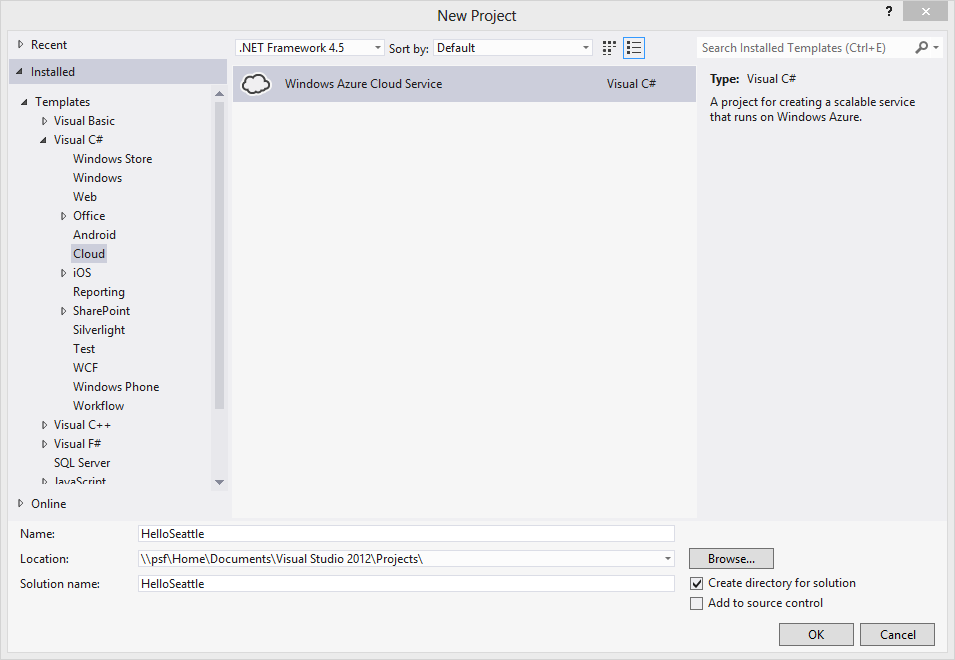 New Project
?
Recent
Installed
Templates
Visual Basic
Visual C#
Windows Store
Windows
Web
Office
Android
Cloud
iOS
Reporting
SharePoint
Silverlight
Test
WCF
Windows Phone
Workflow
Visual C++
Visual F#
SQL Server
JavaScript
Online
.NET Framework 4.5
Sort by: Default
Windows Azure Cloud Service Visual C#
Search Installed Templates (Ctrl+E)
Type: Visual C#
A project for creating a scalable service
that runs on Windows Azure.
Name: HelloSeattle
Location: \\psf\Home\Documents\Visual Studio 2012\Projects\
Browse...
Solution name: HelloSeattle
Create directory for solution
Add to source control
OK Cancel